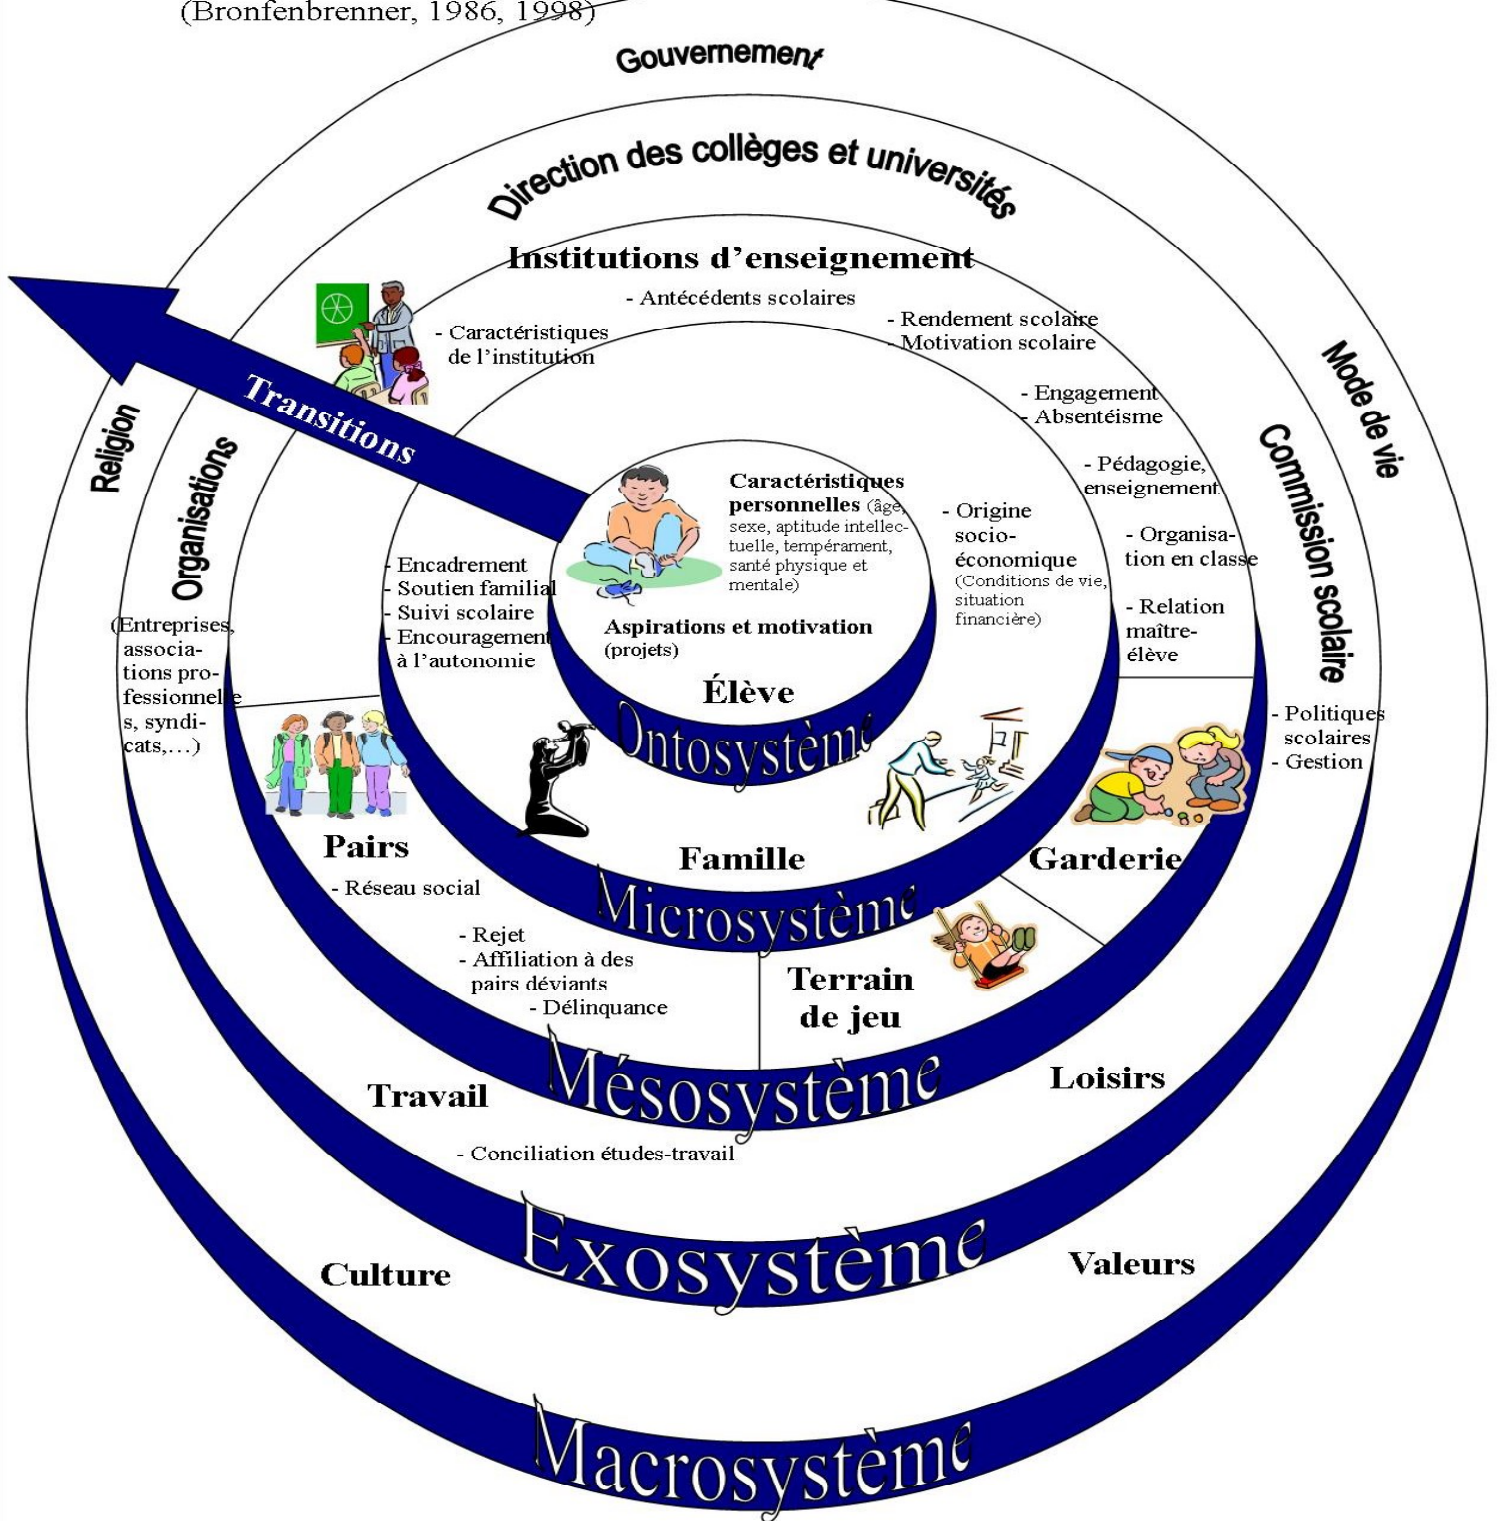 (Bronfenbrenner, 1986, 1998)
Gouvernement
Direction des collèges et universités
Institutions d’enseignement
- Antécédents scolaires
- Caractéristiques
de l’institution
- Rendement scolaire
- Motivation scolaire
- Engagement
- Absentéisme
- Pédagogie,
enseignement
- Organisa-
tion en classe
- Relation
maître-
élève
Mode de vie
Commission scolaire
- Politiques
scolaires
- Gestion
Transitions
Religion
Organisations
(Entreprises,
associa-
tions pro-
fessionnelle
s, syndi-
cats,…)
- Encadrement
- Soutien familial
- Suivi scolaire
- Encouragement
à l’autonomie
Caractéristiques
personnelles (âge,
sexe, aptitude intellec-
tuelle, tempérament,
santé physique et
mentale)
Aspirations et motivation
(projets)
Élève
Ontosystème
- Origine
socio-
économique
(Conditions de vie,
situation
financière)
Famille
Microsystème
Pairs
- Réseau social
- Rejet
- Affiliation à des
pairs déviants
- Délinquance
Garderie
Terrain
de jeu
Mésosystème
Travail
- Conciliation études-travail
Loisirs
Exosystème
Culture
Valeurs
Macrosystème